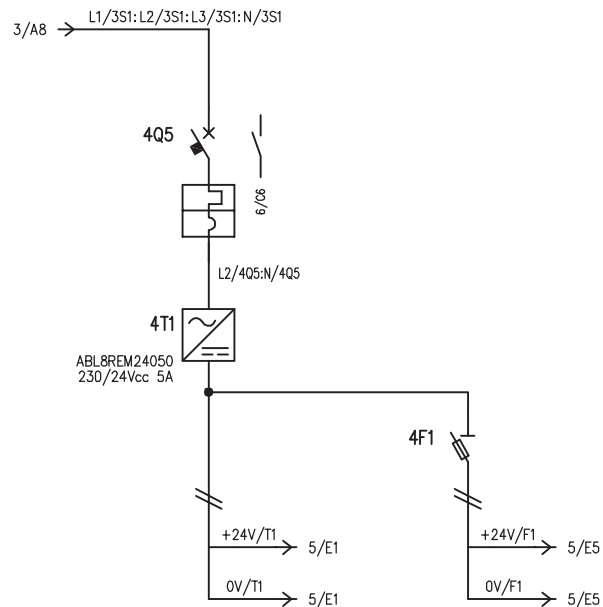 L1/3S1:L2/3S1:L3/3S1:N/3S1
3/A8
4Q5
6/C6
L2/4Q5:N/4Q5
4T1
ABL8REM24050
230/24Vcc 5A
4F1
+24V/T1
5/E1
+24V/F1
5/E5
0V/T1
5/E1
0V/F1
5/E5